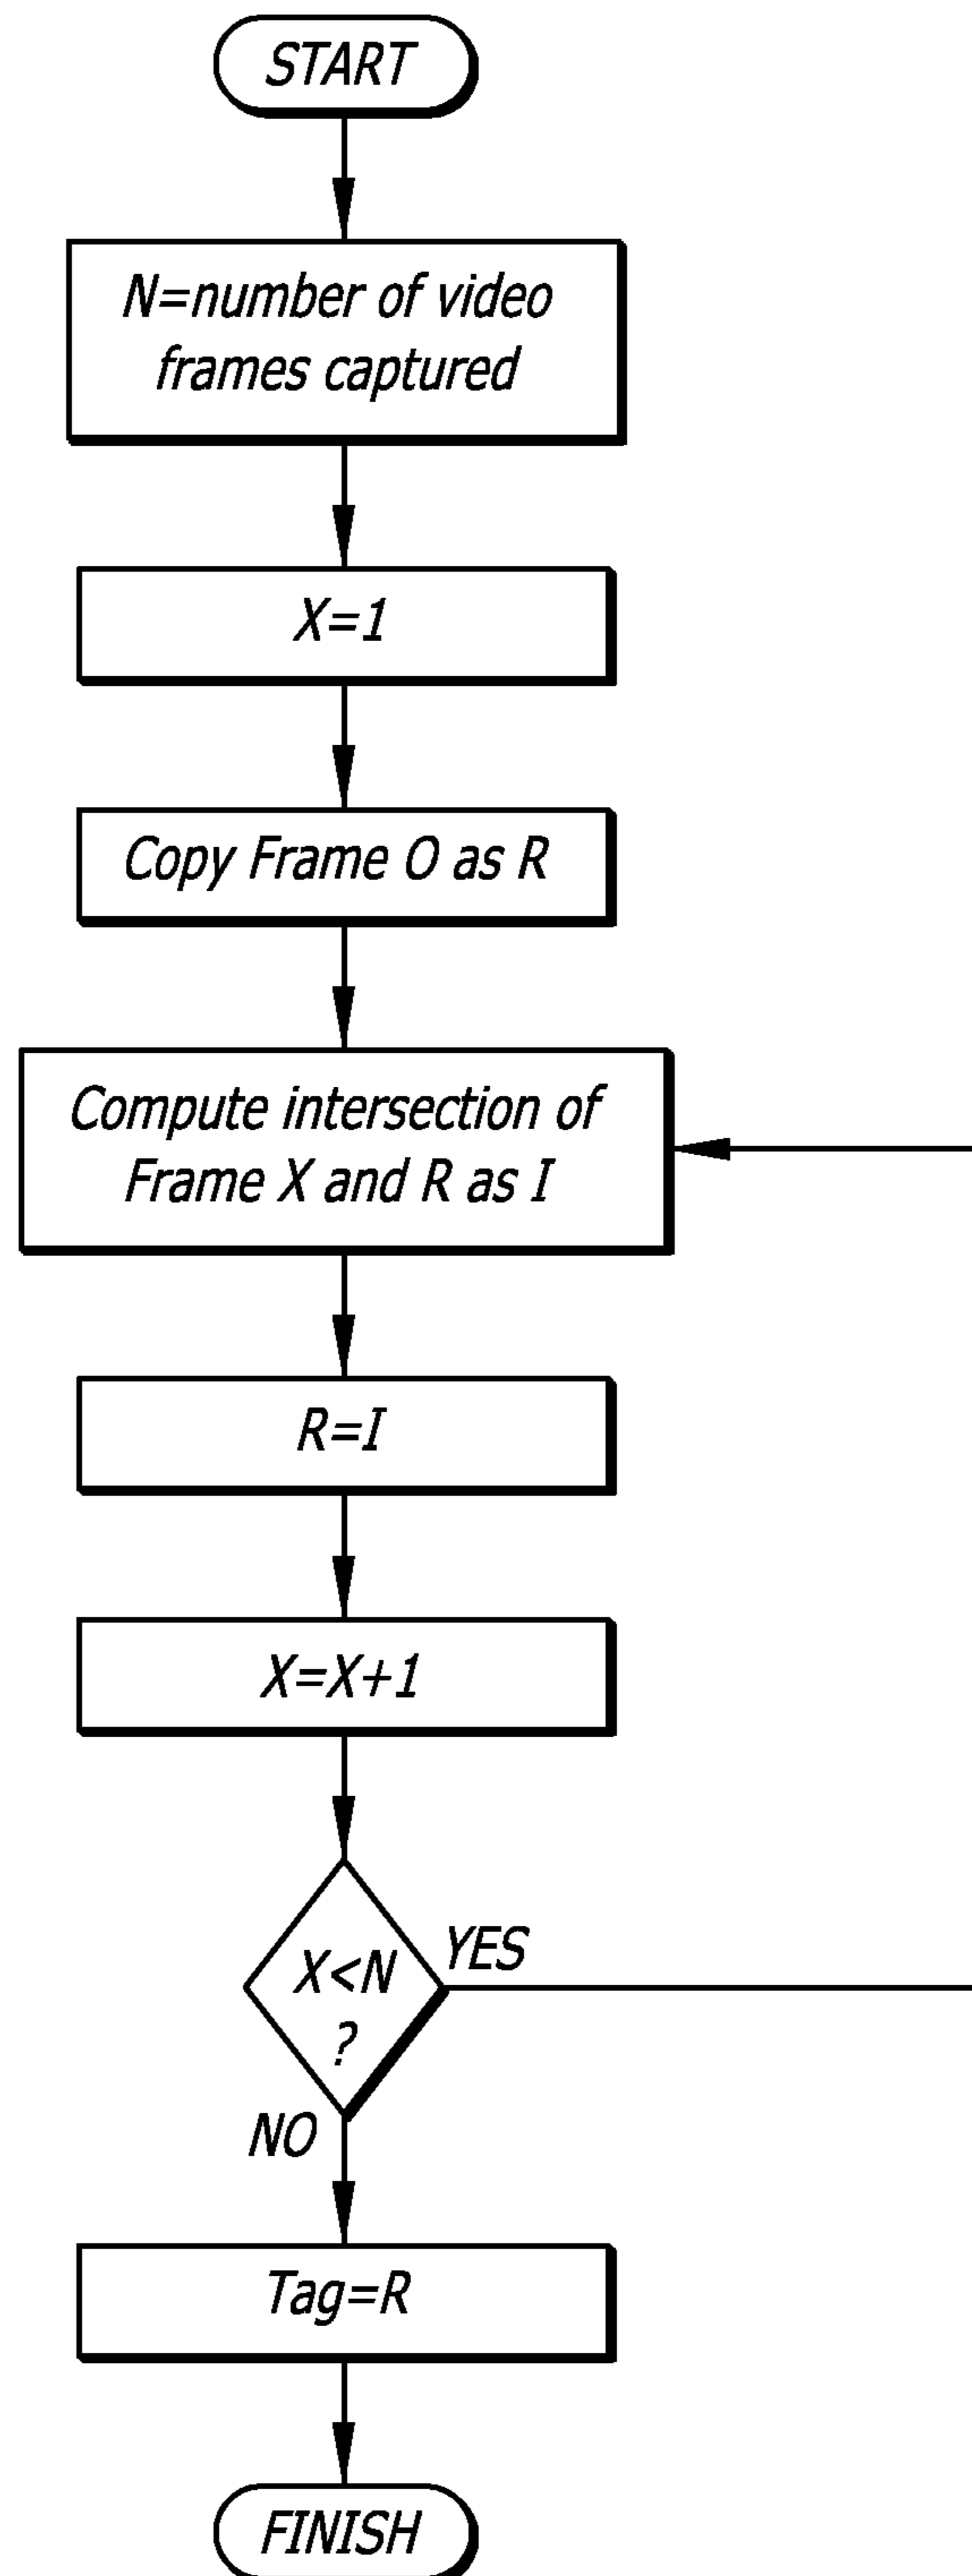 START
N=number of video
frames captured
X=1
Copy Frame O as R
Compute intersection of
Frame X and R as I
R=I
X=X+1
X<N
?
YES
NO
Tag=R
FINISH